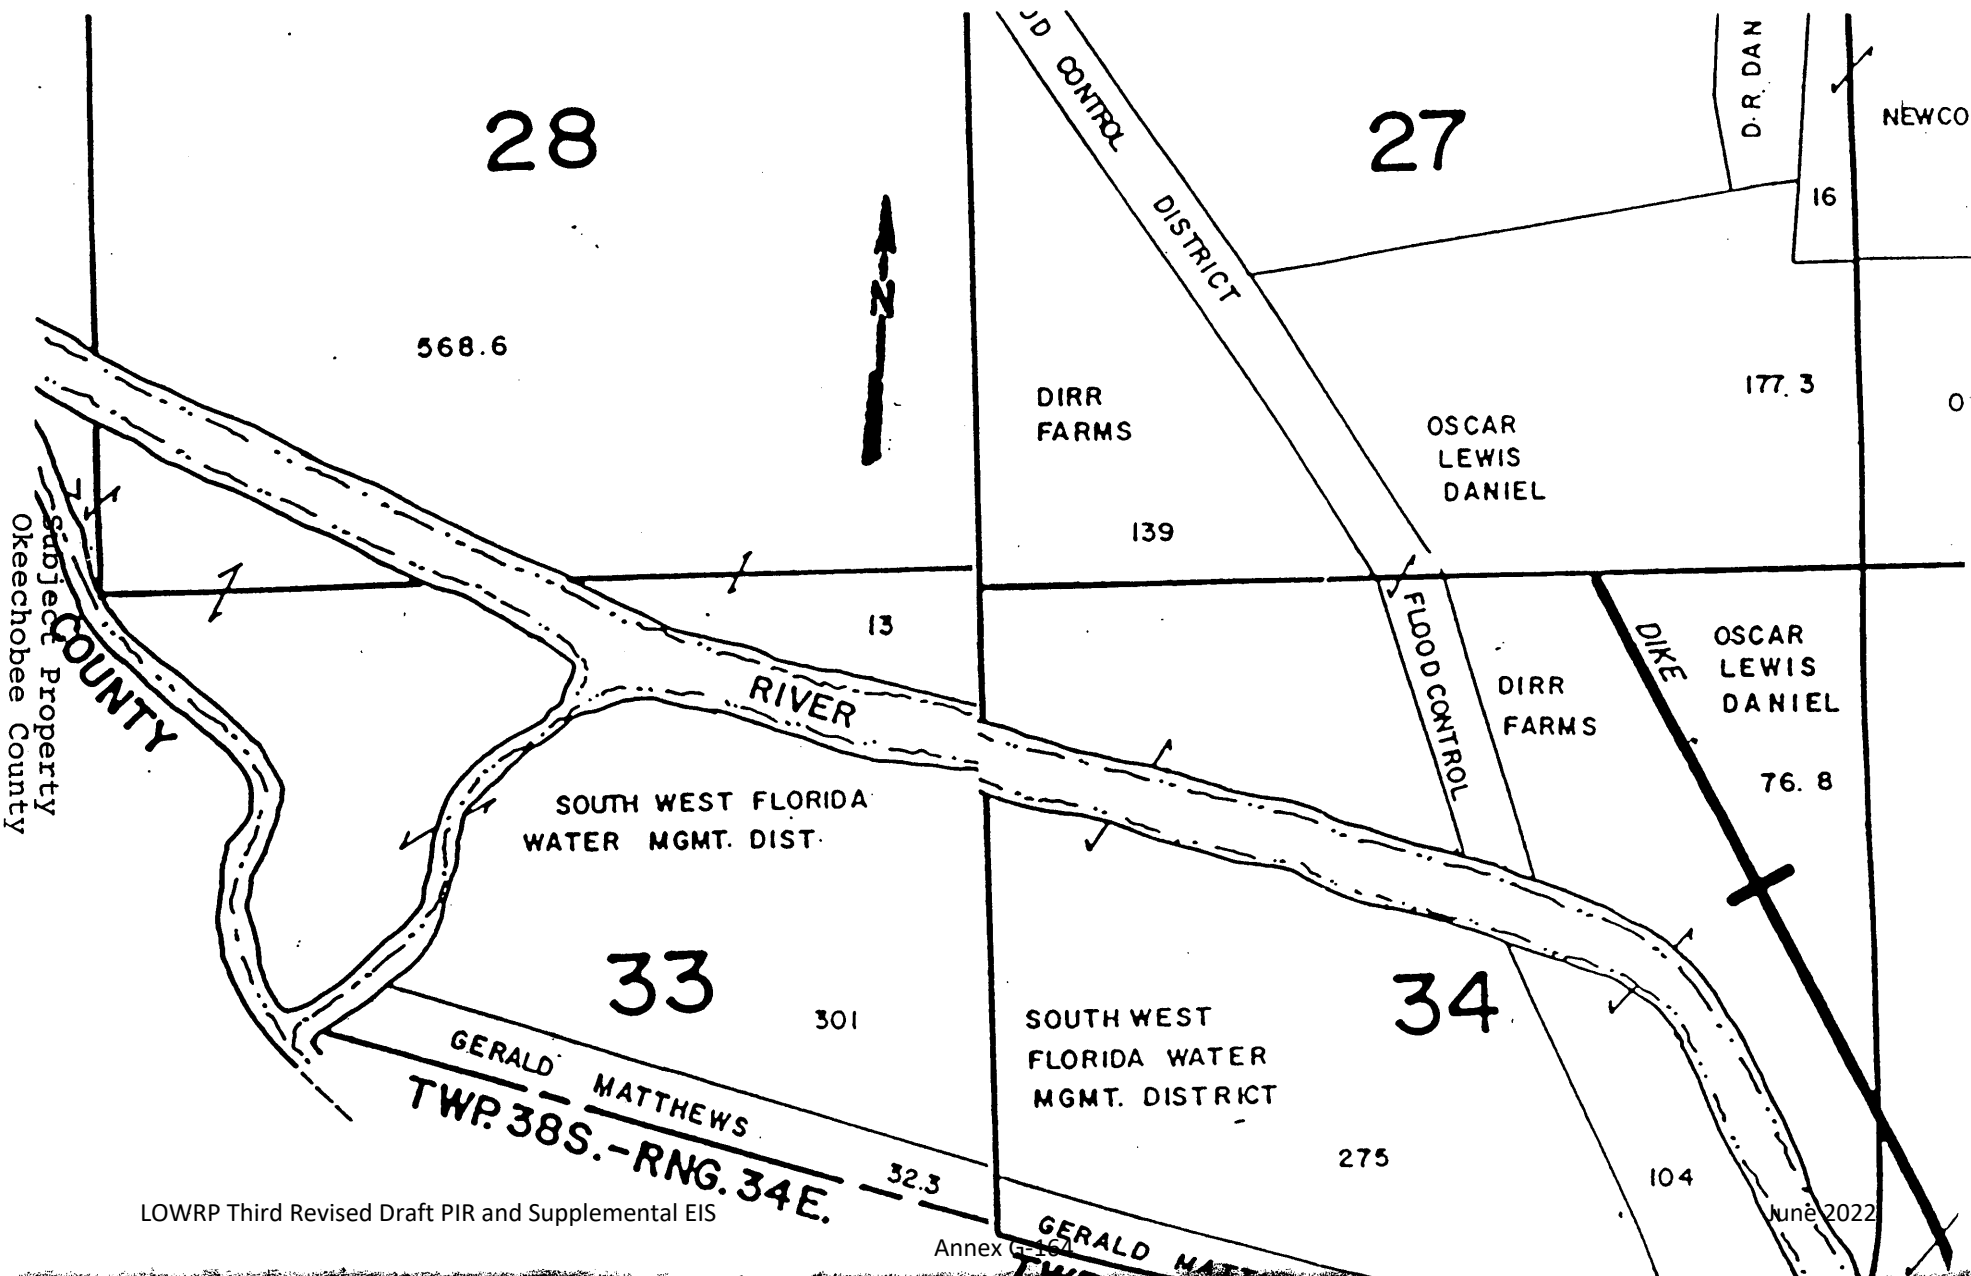 OD CONTROL DISTRICT
D.R. DAN
NEWCO
28
27
16
568.6
N
177.3
DIRR
FARMS
OSCAR
LEWIS
DANIEL
O
139
Subject Property
Okeechobee County
COUNTY
13
FLOOD CONTROL
DIKE
OSCAR
LEWIS
DANIEL
DIRR
FARMS
RIVER
76.8
SOUTH WEST FLORIDA
WATER MGMT. DIST.
33
34
301
SOUTH WEST
FLORIDA WATER
MGMT. DISTRICT
GERALD MATTHEWS
TWP. 38S.-RNG. 34E.
32.3
275
104
LOWRP Third Revised Draft PIR and Supplemental EIS
June 2022
GERALD
Annex G-164